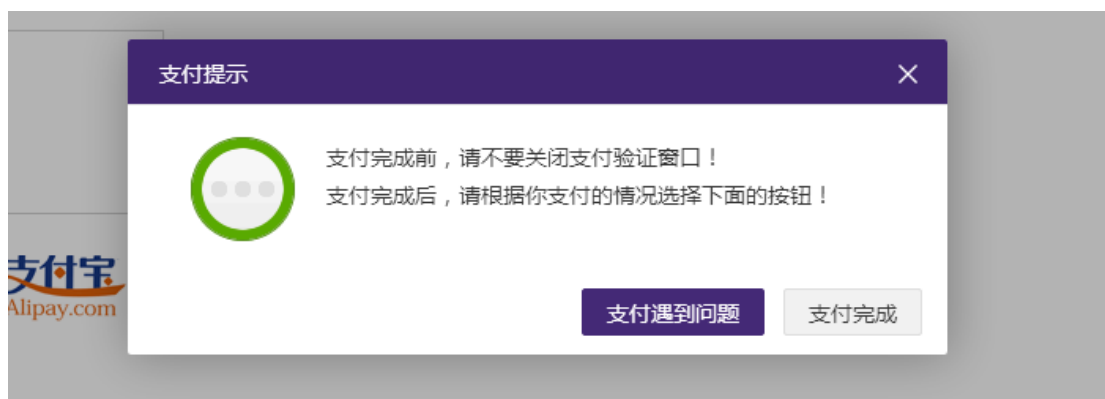 支付提示
支付完成前，请不要关闭支付验证窗口！
支付完成后，请根据你支付的情况选择下面的按钮！
支付宝
Alipay.com
支付遇到问题
支付完成